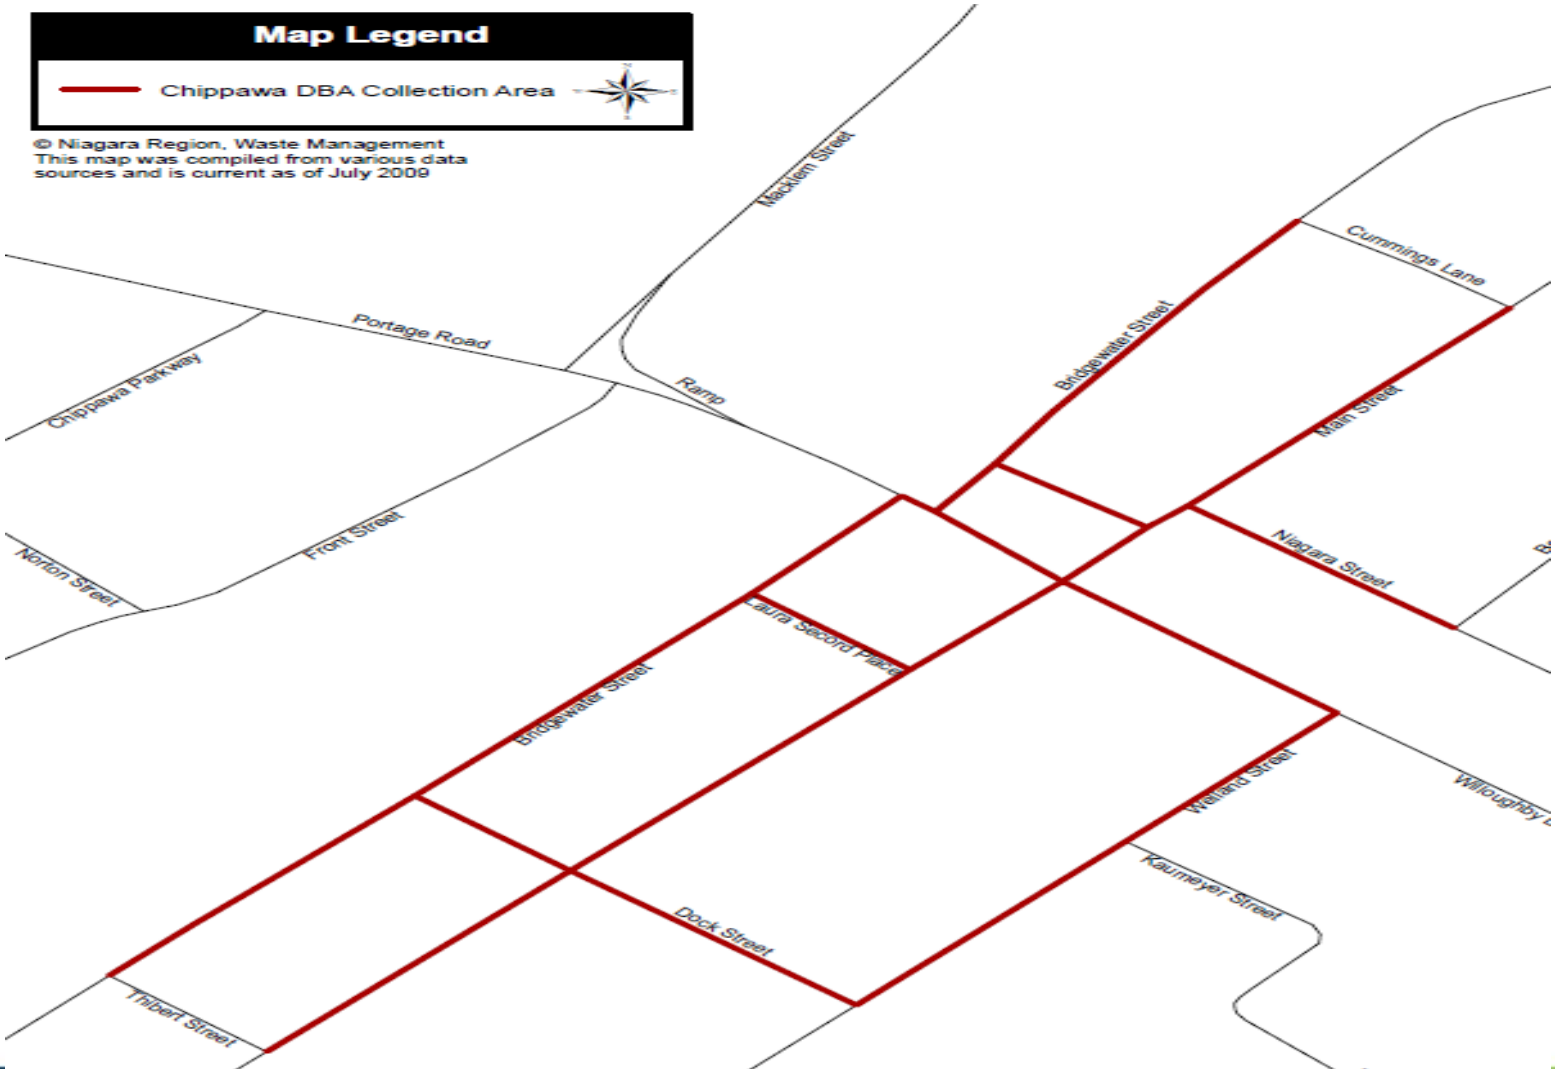 Map Legend
Chippawa DBA Collection Area
© Niagara Region, Waste Management
This map was compiled from various data
sources and is current as of July 2009
Macklem Street
Cummings Lane
Portage Road
Bridgewater Street
Chippawa Parkway
Ramp
Main Street
Front Street
Niagara Street
Norton Street
Laura Secord Place
Bridgewater Street
Welland Street
Willoughby
Kaumeyer Street
Dock Street
Thibert Street